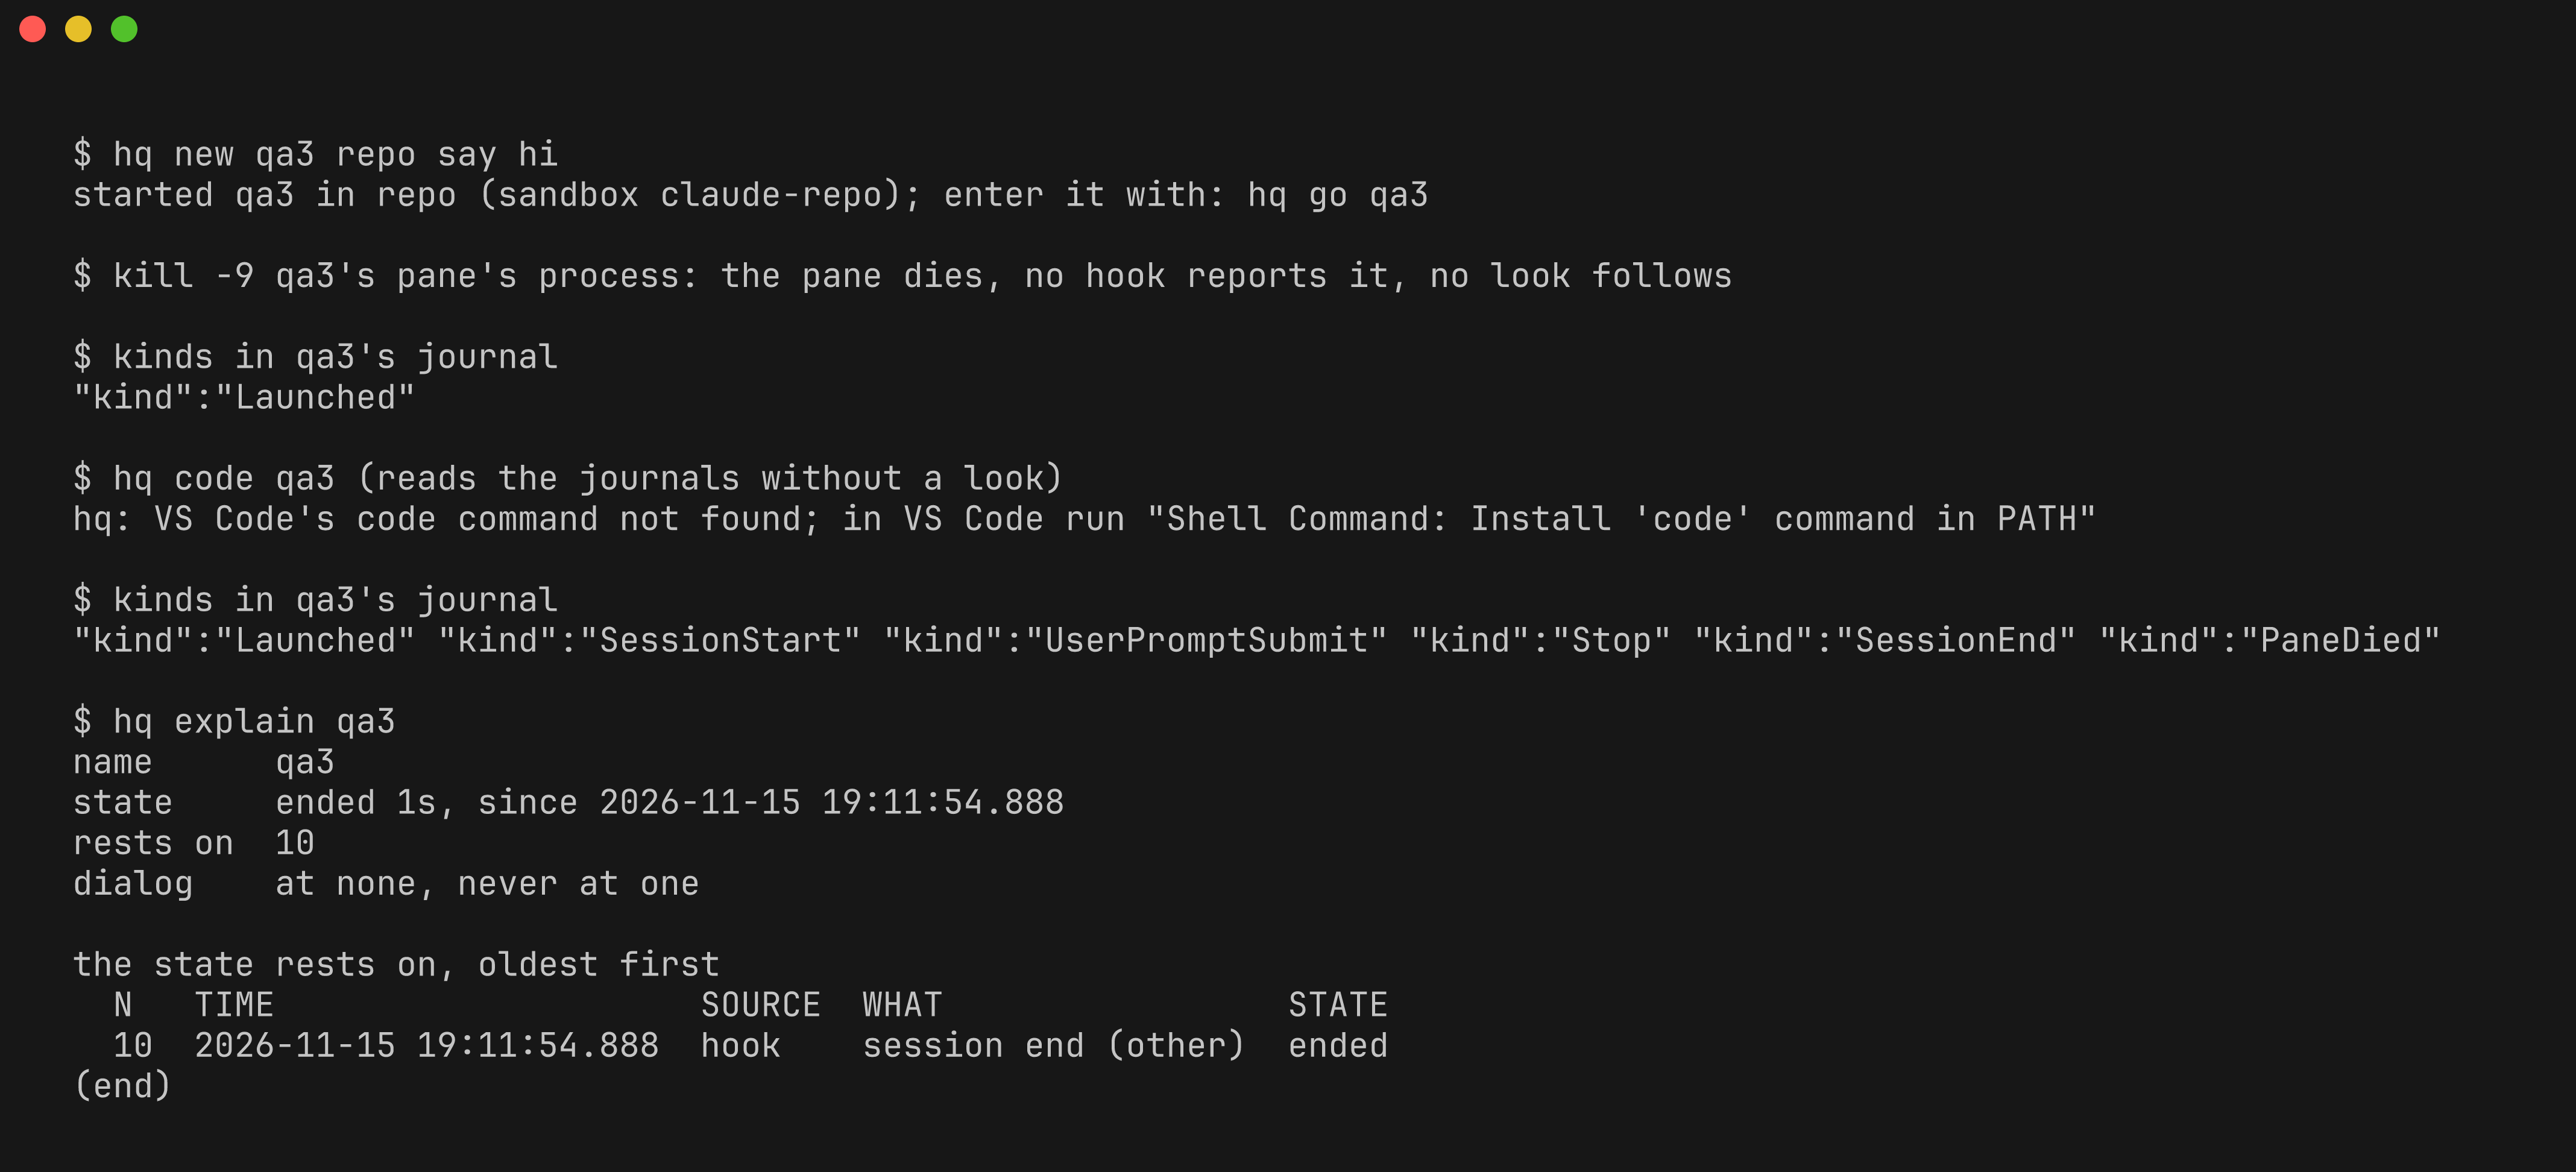 $ hq new qa3 repo say hi
started qa3 in repo (sandbox claude-repo); enter it with: hq go qa3
$ kill -9 qa3's pane's process: the pane dies, no hook reports it, no look follows
$ kinds in qa3's journal
"kind":"Launched"
$ hq code qa3 (reads the journals without a look)
hq: VS Code's code command not found; in VS Code run "Shell Command: Install 'code' command in PATH"
$ kinds in qa3's journal
"kind":"Launched" "kind":"SessionStart" "kind":"UserPromptSubmit" "kind":"Stop" "kind":"SessionEnd" "kind":"PaneDied"
$ hq explain qa3
name      qa3
state     ended 1s, since 2026-11-15 19:11:54.888
rests on  10
dialog    at none, never at one
the state rests on, oldest first
  N   TIME                     SOURCE  WHAT                 STATE
  10  2026-11-15 19:11:54.888  hook    session end (other)  ended
(end)